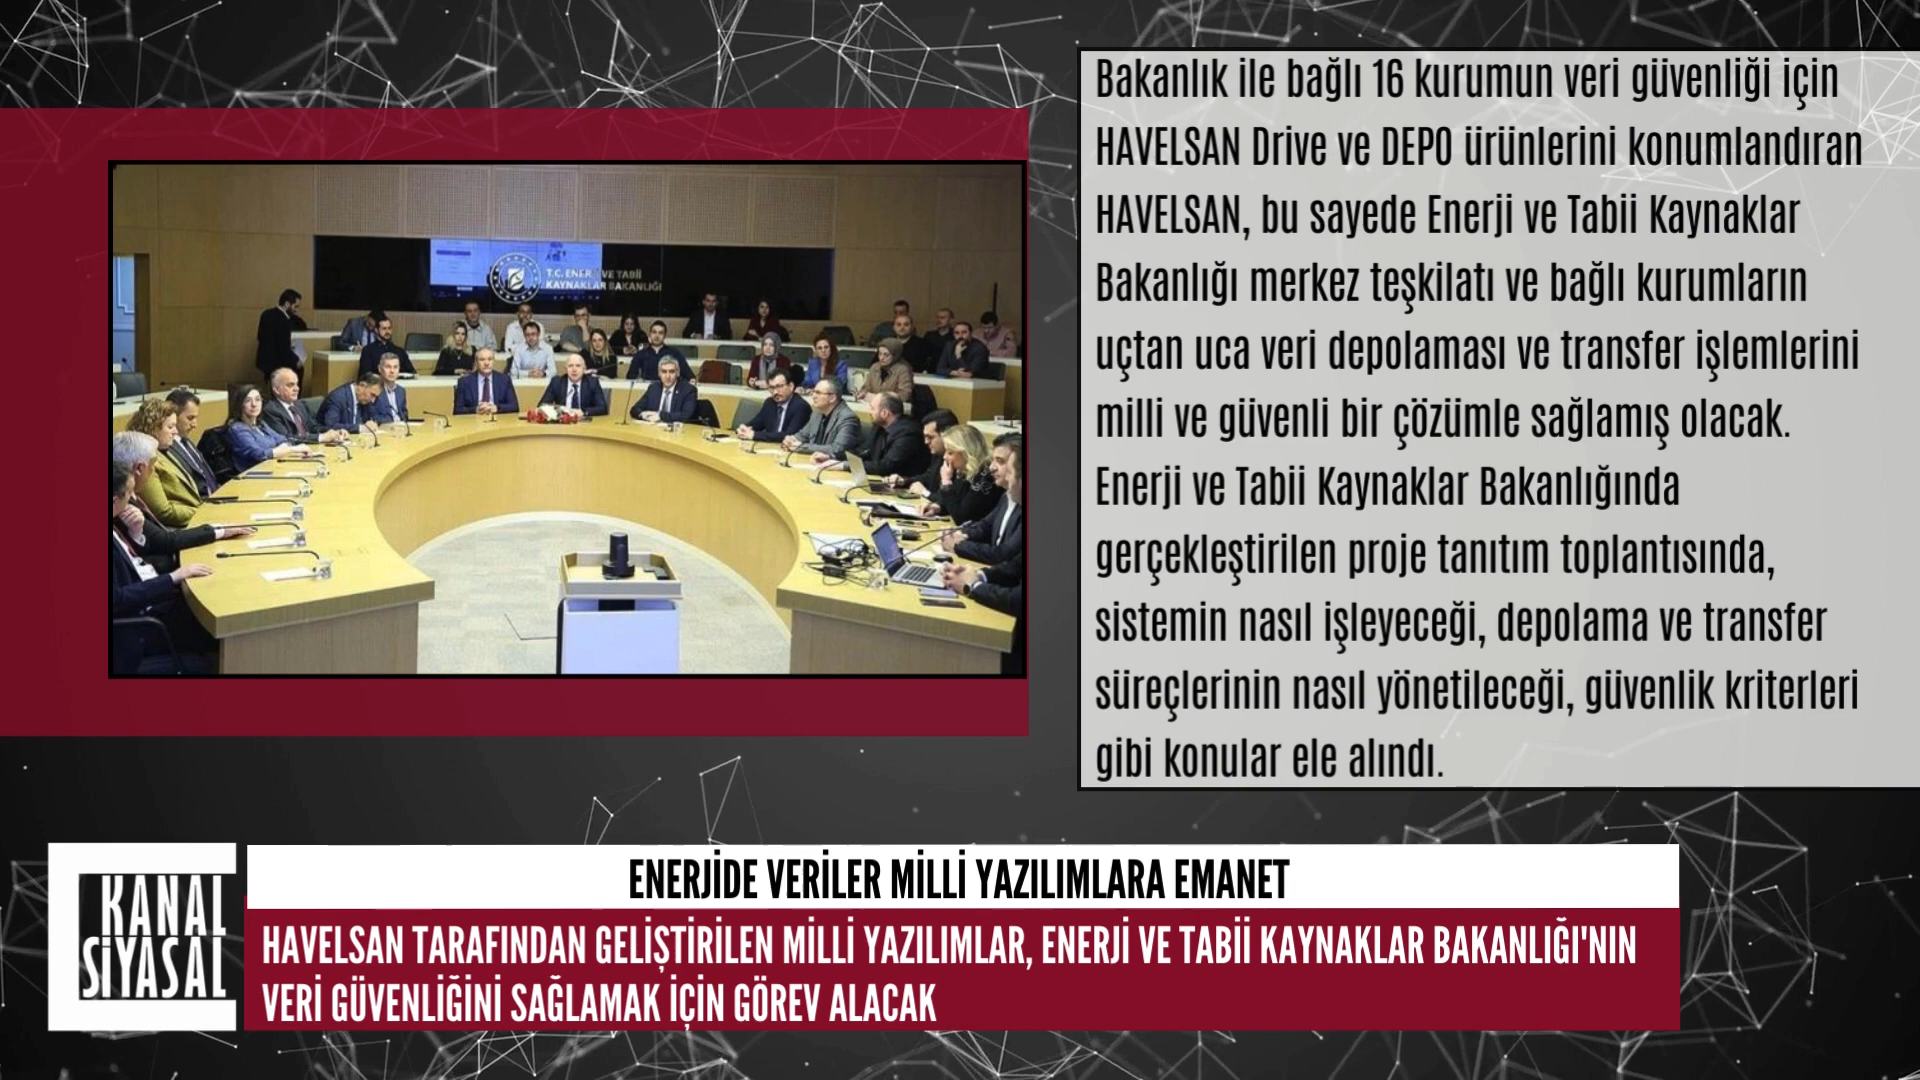 Bakanlık ile bağlı 16 kurumun veri güvenliği için
HAVELSAN Drive ve DEPO ürünlerini konumlandıran
HAVELSAN, bu sayede Enerji ve Tabii Kaynaklar
Bakanlığı merkez teşkilatı ve bağlı kurumların
uçtan uca veri depolaması ve transfer işlemlerini
milli ve güvenli bir çözümle sağlamış olacak.
Enerji ve Tabii Kaynaklar Bakanlığında
gerçekleştirilen proje tanıtım toplantısında,
sistemin nasıl işleyeceği, depolama ve transfer
süreçlerinin nasıl yönetileceği, güvenlik kriterleri
gibi konular ele alındı.
T.C. ENERJİ VE TABİİ
KAYNAKLAR BAKANLIĞI
ENERJİDE VERİLER MİLLİ YAZILIMLARA EMANET
KANAL
SİYASAL
HAVELSAN TARAFINDAN GELİŞTİRİLEN MİLLİ YAZILIMLAR, ENERJİ VE TABİİ KAYNAKLAR BAKANLIĞI'NIN
VERİ GÜVENLİĞİNİ SAĞLAMAK İÇİN GÖREV ALACAK